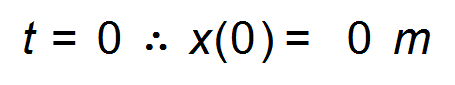 t = 0 ∴ x(0) = 0 m